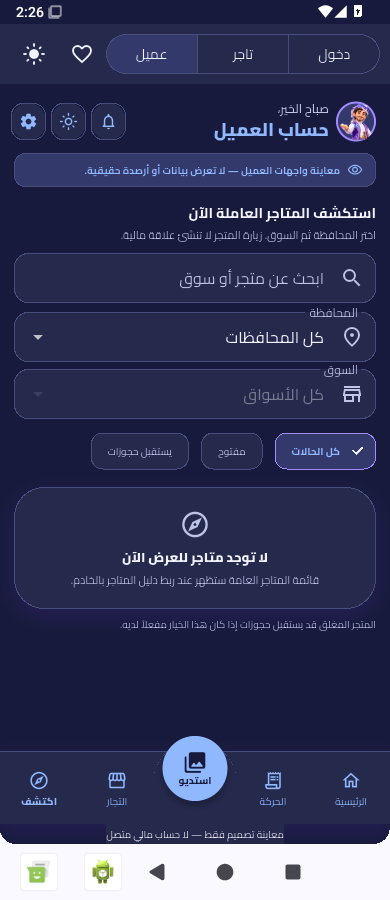 2:26
دخول
تاجر
عميل
صباح الخير،
حساب العميل
معاينة واجهات العميل — لا تعرض بيانات أو أرصدة حقيقية.
استكشف المتاجر العاملة الآن
اختر المحافظة ثم السوق. زيارة المتجر لا تنشئ علاقة مالية.
ابحث عن متجر أو سوق
المحافظة
كل المحافظات
السوق
كل الأسواق
كل الحالات
مفتوح
يستقبل حجوزات
لا توجد متاجر للعرض الآن
قائمة المتاجر العامة ستظهر عند ربط دليل المتاجر بالخادم.
المتجر المغلق قد يستقبل حجوزات إذا كان هذا الخيار مفعلاً لديه.
الرئيسية
الحركة
استديو
التجار
اكتشف
معاينة تصميم فقط — لا حساب مالي متصل